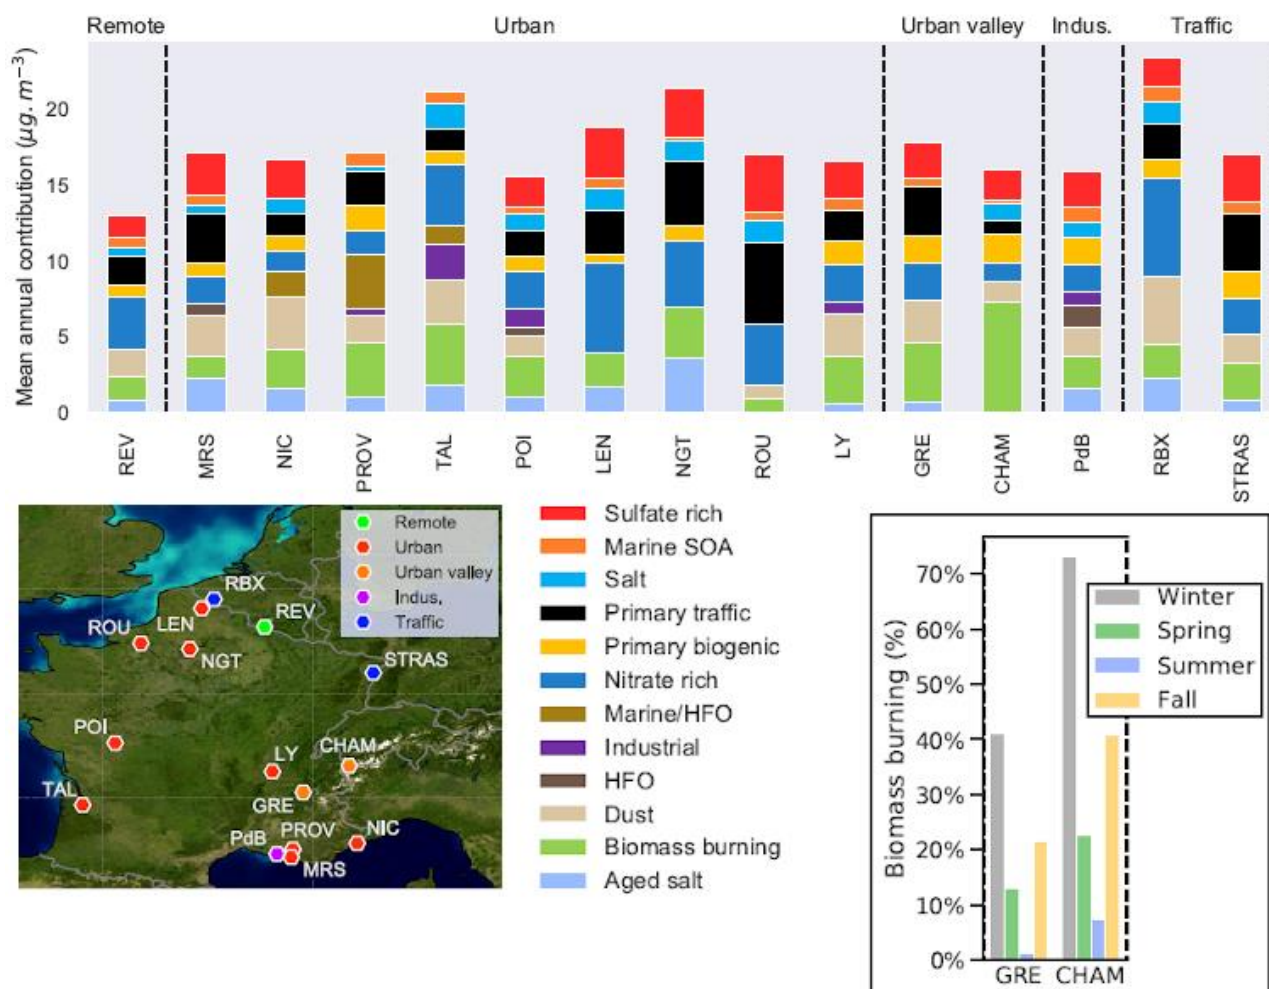 Remote Urban Urban valley Indus. Traffic
Mean annual contribution (µg. m⁻³)
20
15
10
5
0
REV MRS NIC PROV TAL POI LEN NGT ROU LY GRE CHAM PdB RBX STRAS
Remote
Urban
Urban valley
Indus,
Traffic
RBX
REV
LEN
ROU
NGT
STRAS
POI
LY
CHAM
TAL
GRE
PdB
PROV
NIC
MRS
Sulfate rich
Marine SOA
Salt
Primary traffic
Primary biogenic
Nitrate rich
Marine/HFO
Industrial
HFO
Dust
Biomass burning
Aged salt
Biomass burning (%)
70%
60%
50%
40%
30%
20%
10%
0%
Winter
Spring
Summer
Fall
GRE CHAM